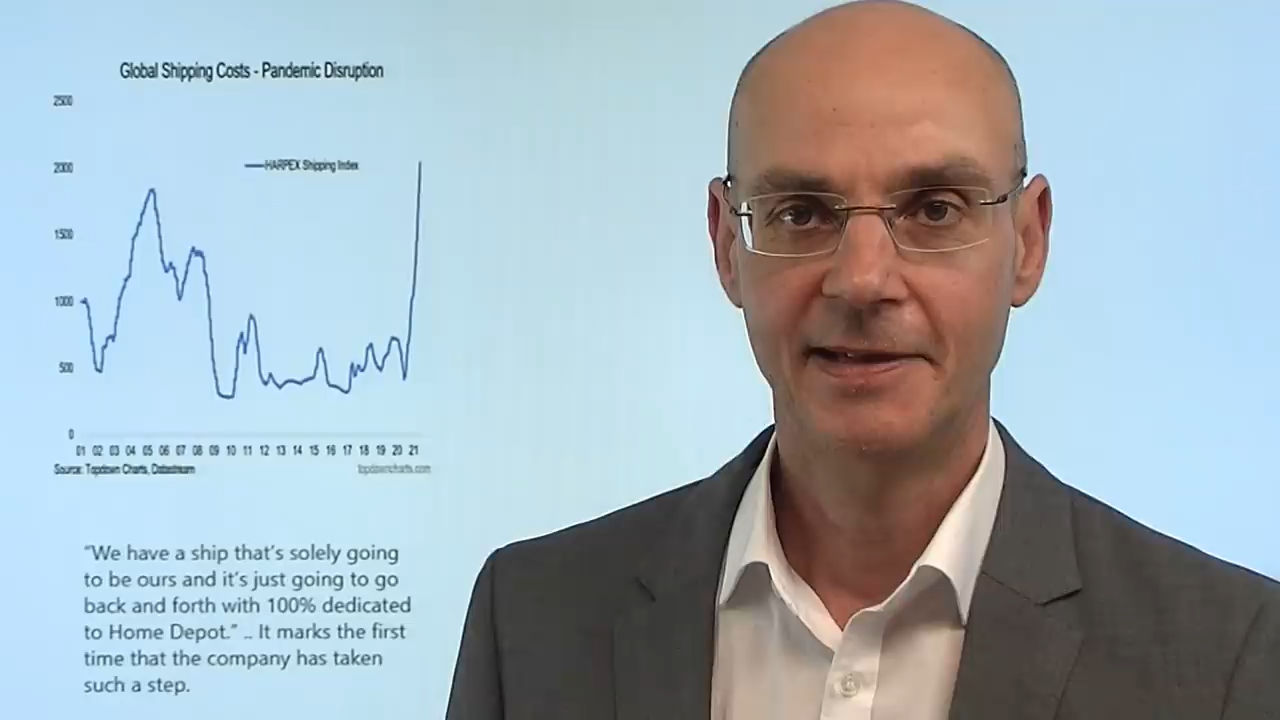 Global Shipping Costs - Pandemic Disruption
2500
2000
HARPEX Shipping Index
1500
1000
500
0
01 02 03 04 05 06 07 08 09 10 11 12 13 14 15 16 17 18 19 20 21
Source: Topdown Charts, Datastream
topdowncharts.com
“We have a ship that’s solely going
to be ours and it’s just going to go
back and forth with 100% dedicated
to Home Depot.” .. It marks the first
time that the company has taken
such a step.